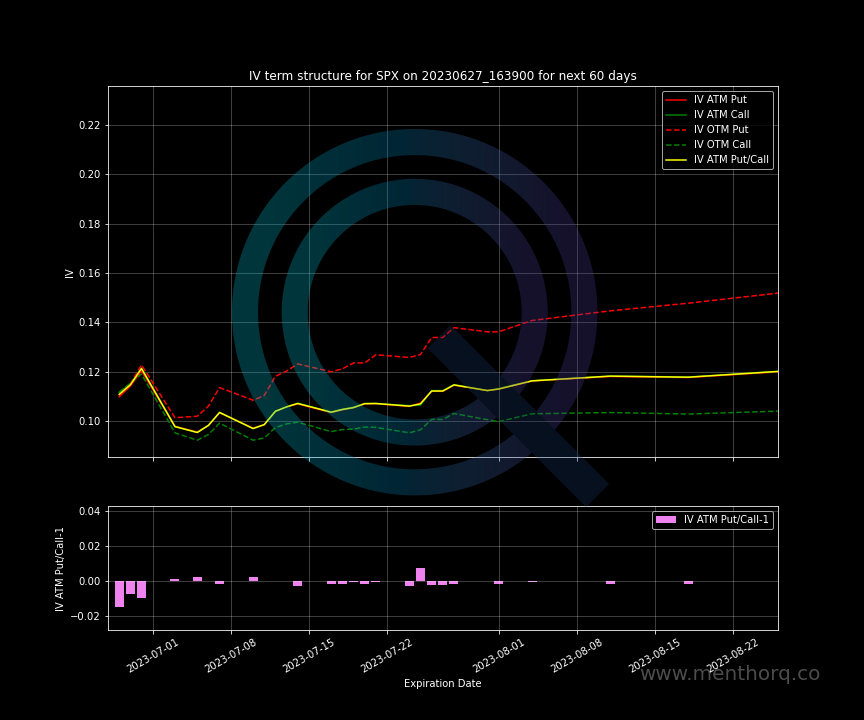 IV term structure for SPX on 20230627_163900 for next 60 days
IV ATM Put
IV ATM Call
IV OTM Put
IV OTM Call
IV ATM Put/Call
0.22
0.20
0.18
0.16
0.14
0.12
0.10
IV
IV ATM Put/Call-1
0.04
0.02
0.00
−0.02
IV ATM Put/Call-1
2023-07-01
2023-07-08
2023-07-15
2023-07-22
2023-08-01
2023-08-08
2023-08-15
2023-08-22
Expiration Date
www.menthorq.co